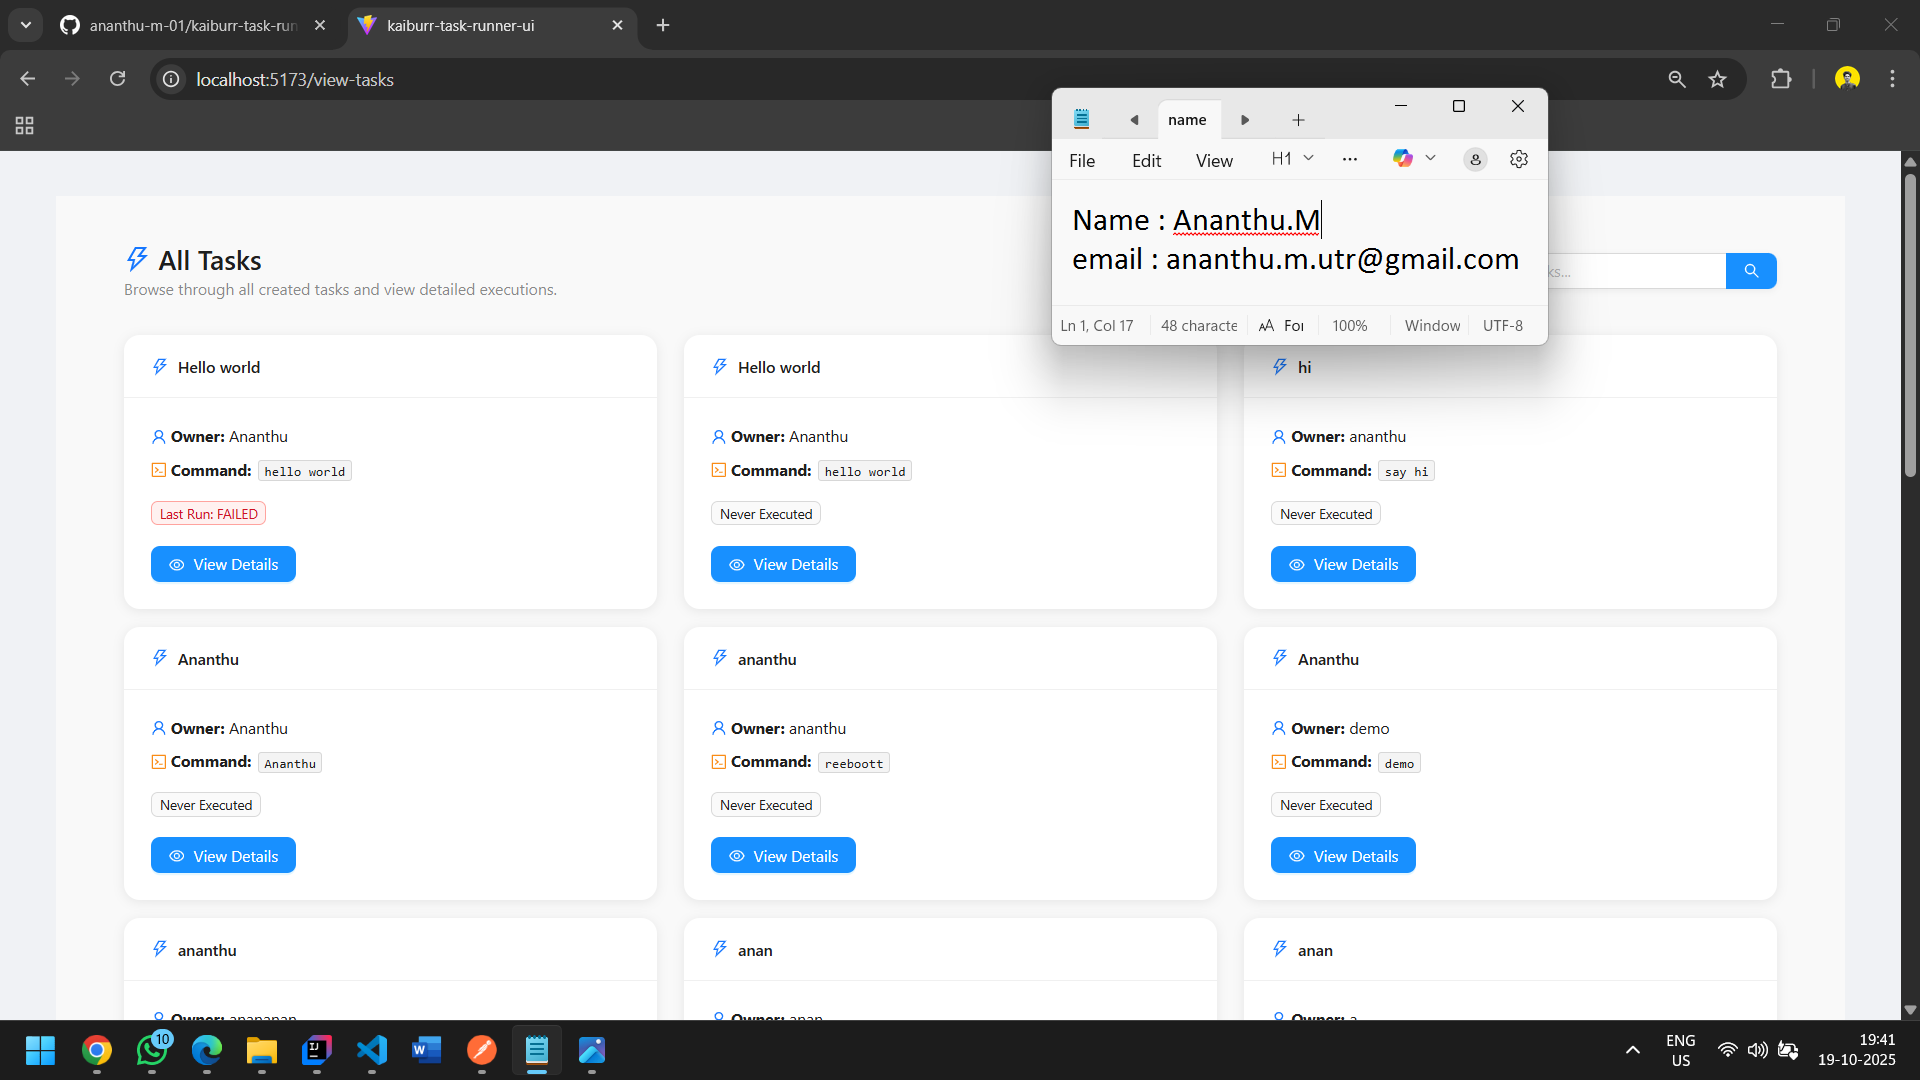 ananthu-m-01/kaiburr-task-run
kaiburr-task-runner-ui
localhost:5173/view-tasks
name
File Edit View H1
Name : Ananthu.M
email : ananthu.m.utr@gmail.com
Ln 1, Col 17 48 characte For 100% Window UTF-8
All Tasks
Browse through all created tasks and view detailed executions.
Hello world
Owner: Ananthu
Command: hello world
Last Run: FAILED
View Details
Hello world
Owner: Ananthu
Command: hello world
Never Executed
View Details
hi
Owner: ananthu
Command: say hi
Never Executed
View Details
Ananthu
Owner: Ananthu
Command: Ananthu
Never Executed
View Details
ananthu
Owner: ananthu
Command: reeboott
Never Executed
View Details
Ananthu
Owner: demo
Command: demo
Never Executed
View Details
ananthu
Owner: anananan
anan
Owner: anan
anan
Owner: a
10
ENG
US
19:41
19-10-2025